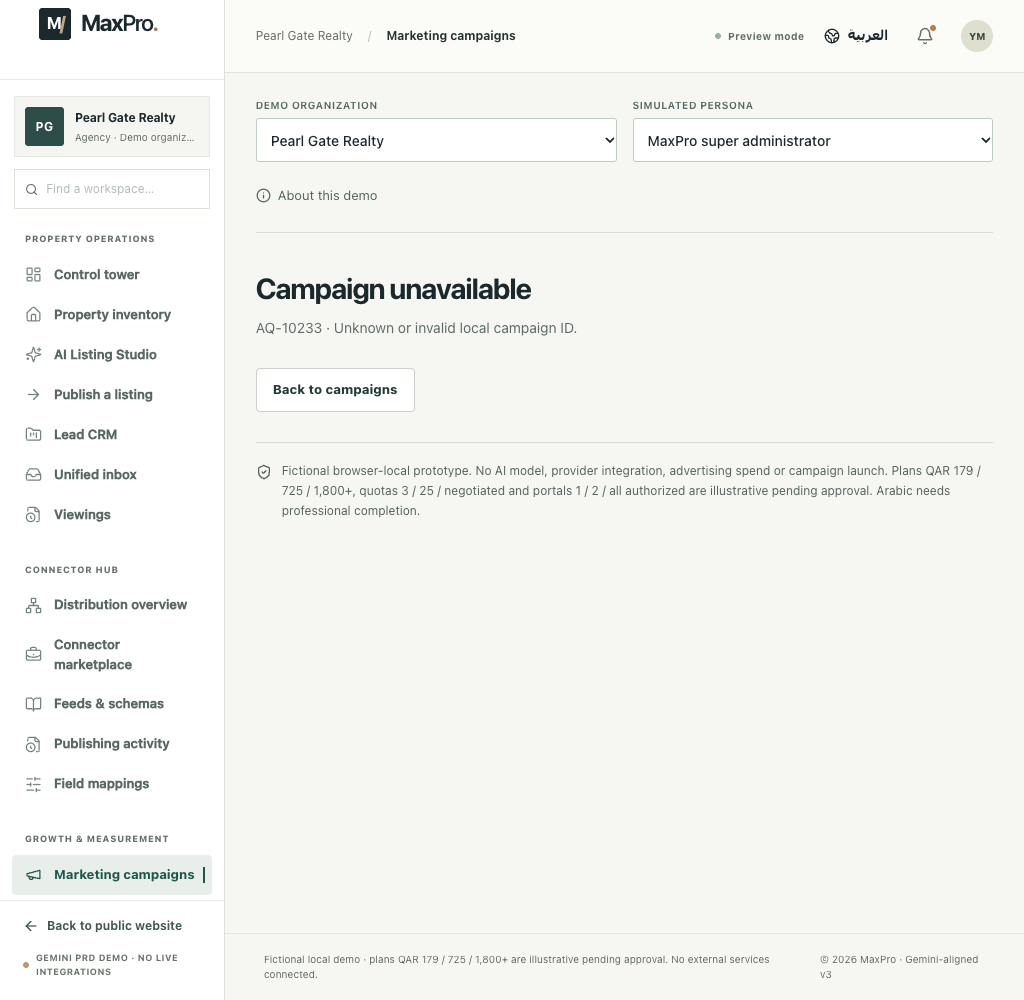 M/ MaxPro.
PG
Pearl Gate Realty
Agency · Demo organiz...
Find a workspace...
PROPERTY OPERATIONS
Control tower
Property inventory
AI Listing Studio
Publish a listing
Lead CRM
Unified inbox
Viewings
CONNECTOR HUB
Distribution overview
Connector
marketplace
Feeds & schemas
Publishing activity
Field mappings
GROWTH & MEASUREMENT
Marketing campaigns
Back to public website
GEMINI PRD DEMO · NO LIVE
INTEGRATIONS
Pearl Gate Realty / Marketing campaigns
Preview mode
العربية
YM
DEMO ORGANIZATION
Pearl Gate Realty
SIMULATED PERSONA
MaxPro super administrator
About this demo
Campaign unavailable
AQ-10233 · Unknown or invalid local campaign ID.
Back to campaigns
Fictional browser-local prototype. No AI model, provider integration, advertising spend or campaign launch. Plans QAR 179 /
725 / 1,800+, quotas 3 / 25 / negotiated and portals 1 / 2 / all authorized are illustrative pending approval. Arabic needs
professional completion.
Fictional local demo · plans QAR 179 / 725 / 1,800+ are illustrative pending approval. No external services
connected.
© 2026 MaxPro · Gemini-aligned
v3